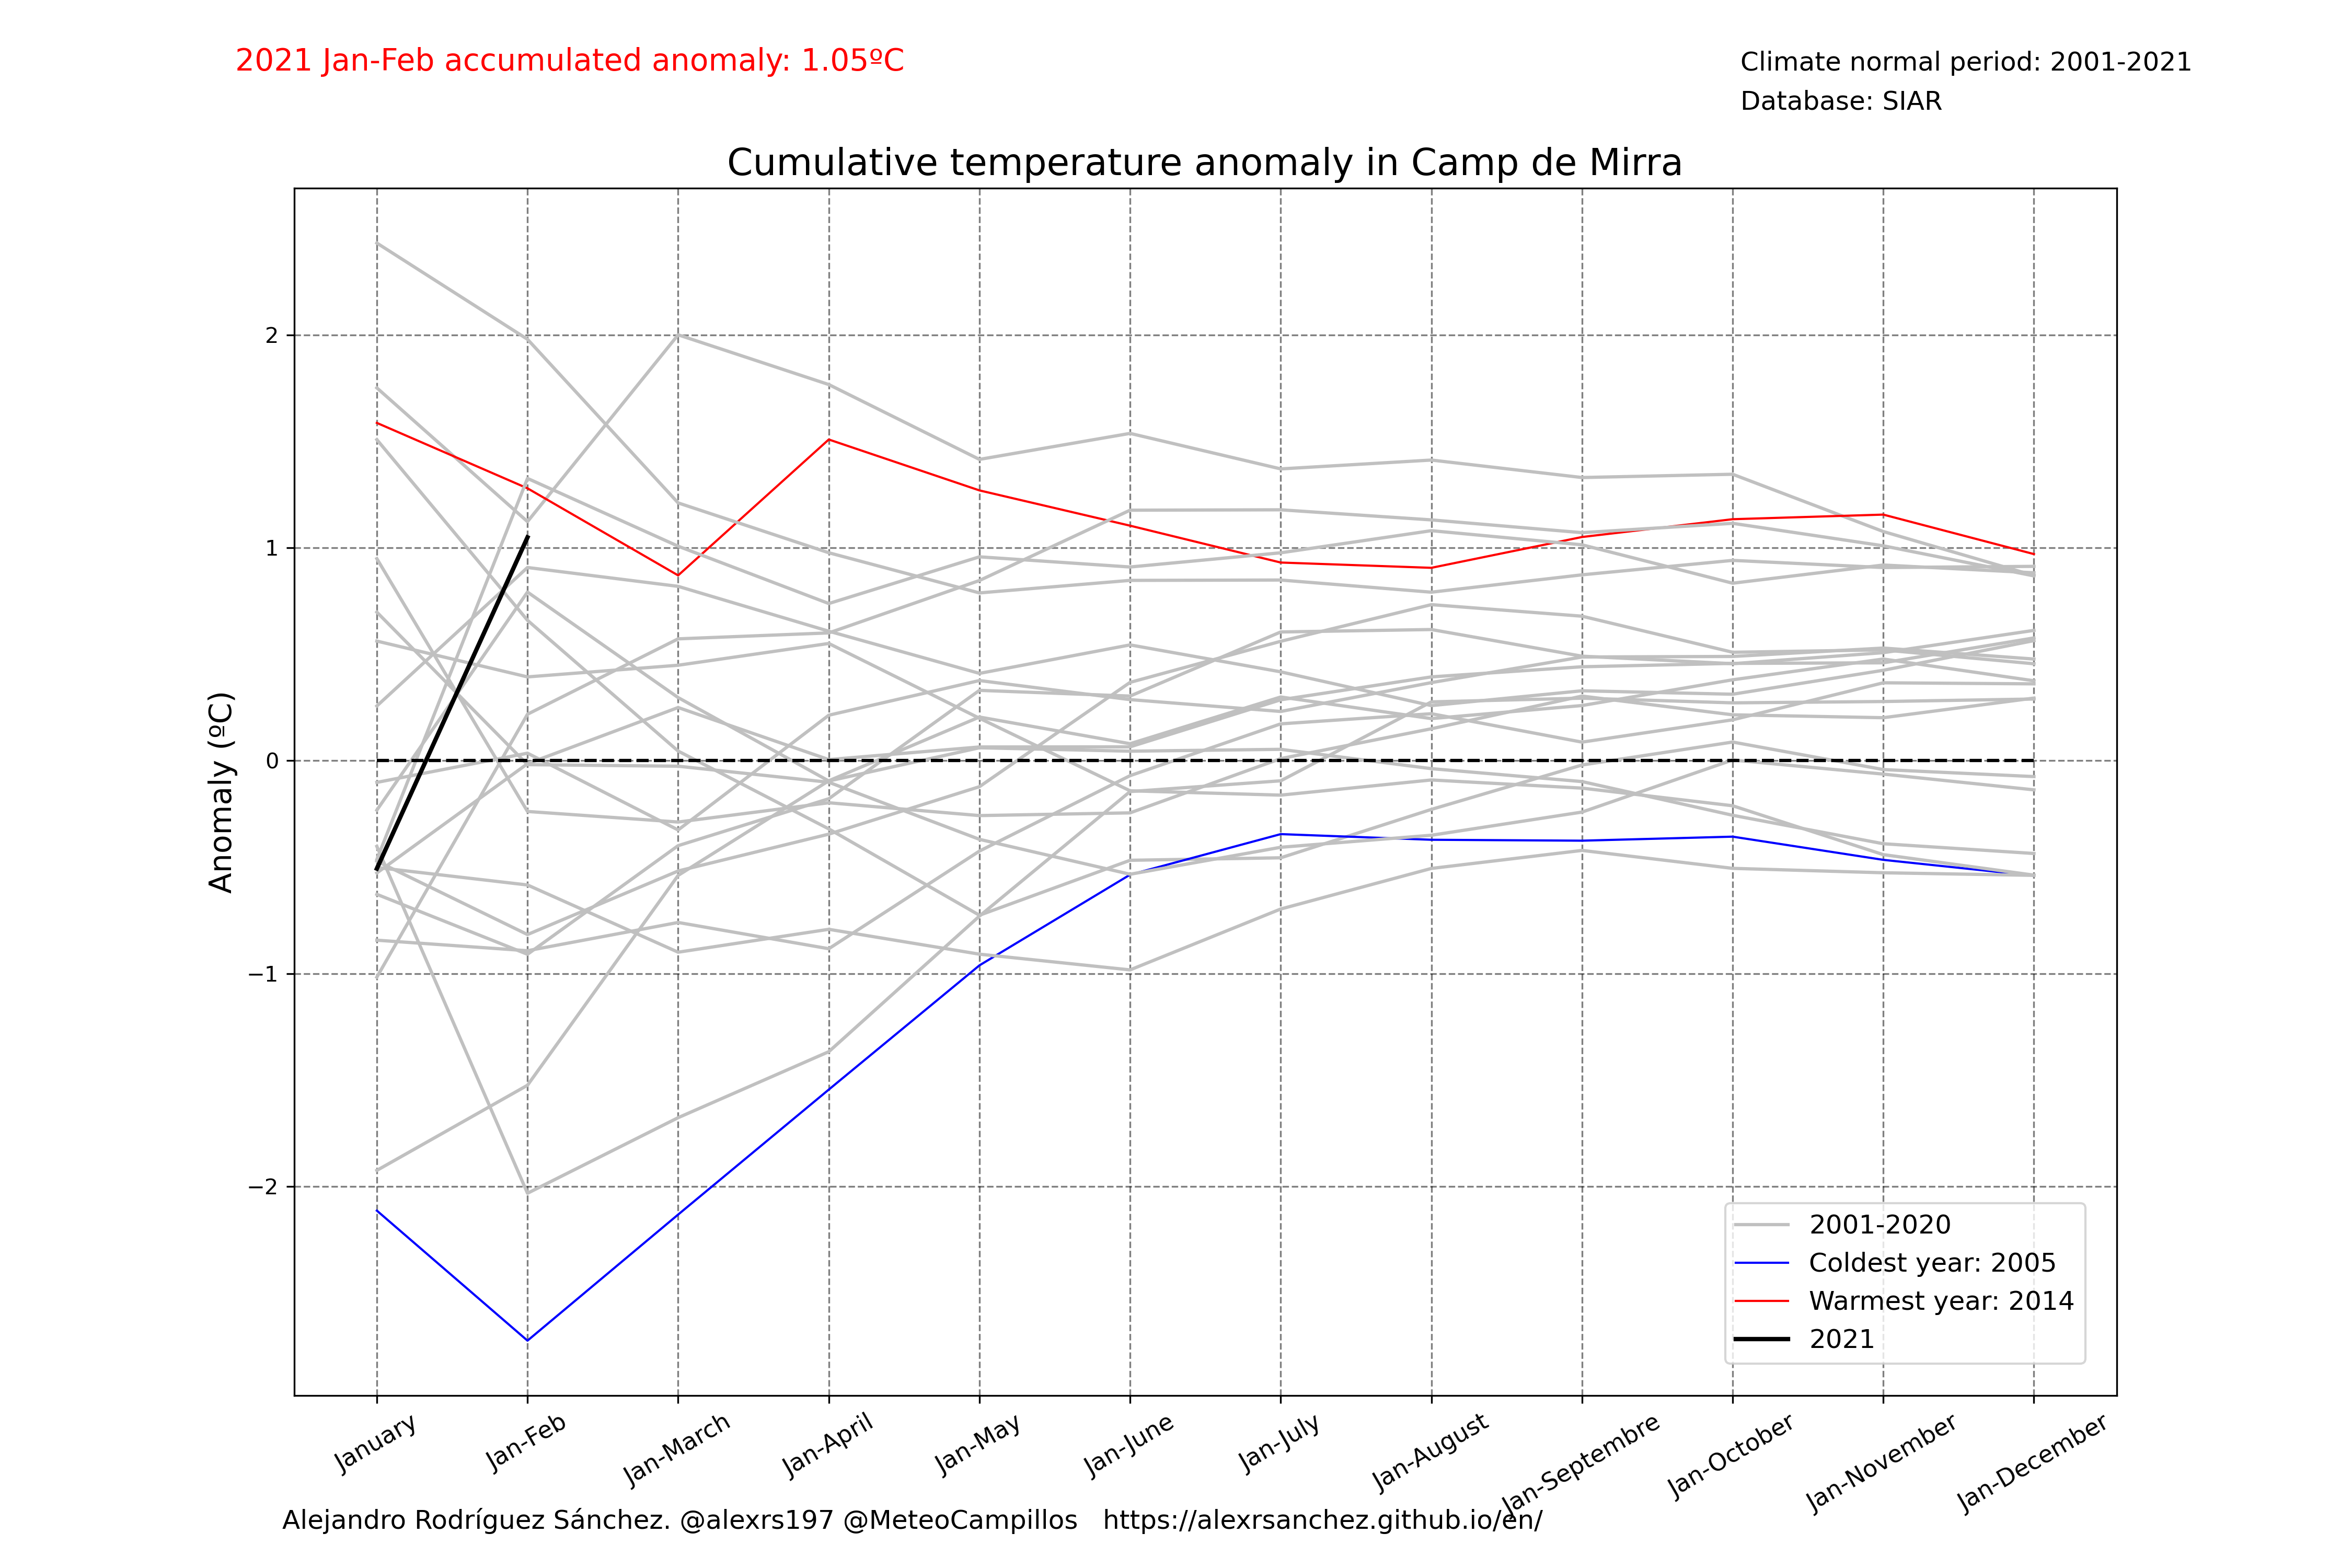 2021 Jan-Feb accumulated anomaly: 1.05ºC
Climate normal period: 2001-2021
Database: SIAR
Cumulative temperature anomaly in Camp de Mirra
Anomaly (ºC)
2
1
0
−1
−2
2001-2020
Coldest year: 2005
Warmest year: 2014
2021
January
Jan-Feb
Jan-March
Jan-April
Jan-May
Jan-June
Jan-July
Jan-August
Jan-Septembre
Jan-October
Jan-November
Jan-December
Alejandro Rodríguez Sánchez. @alexrs197 @MeteoCampillos   https://alexrsanchez.github.io/en/